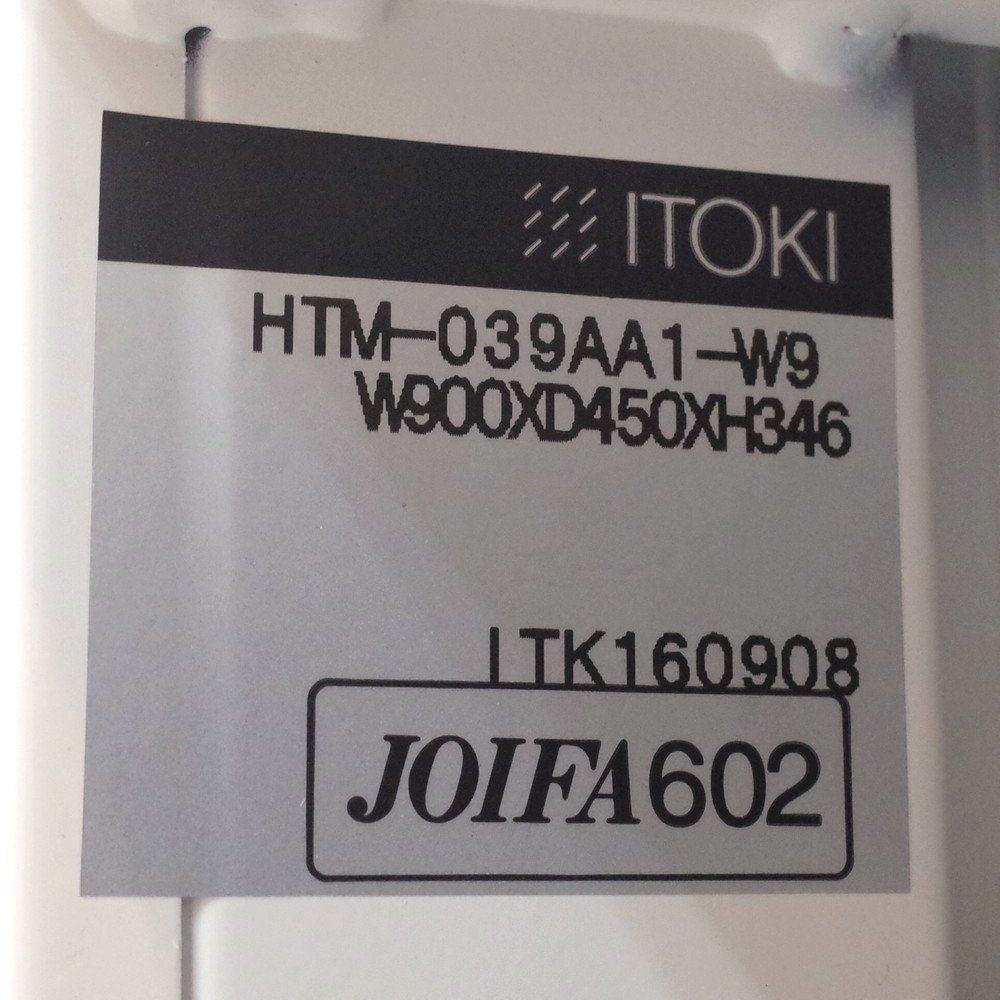 ITOKI
HTM-039AA1-W9
W900XD450XH346
ITK160908
JOIFA602